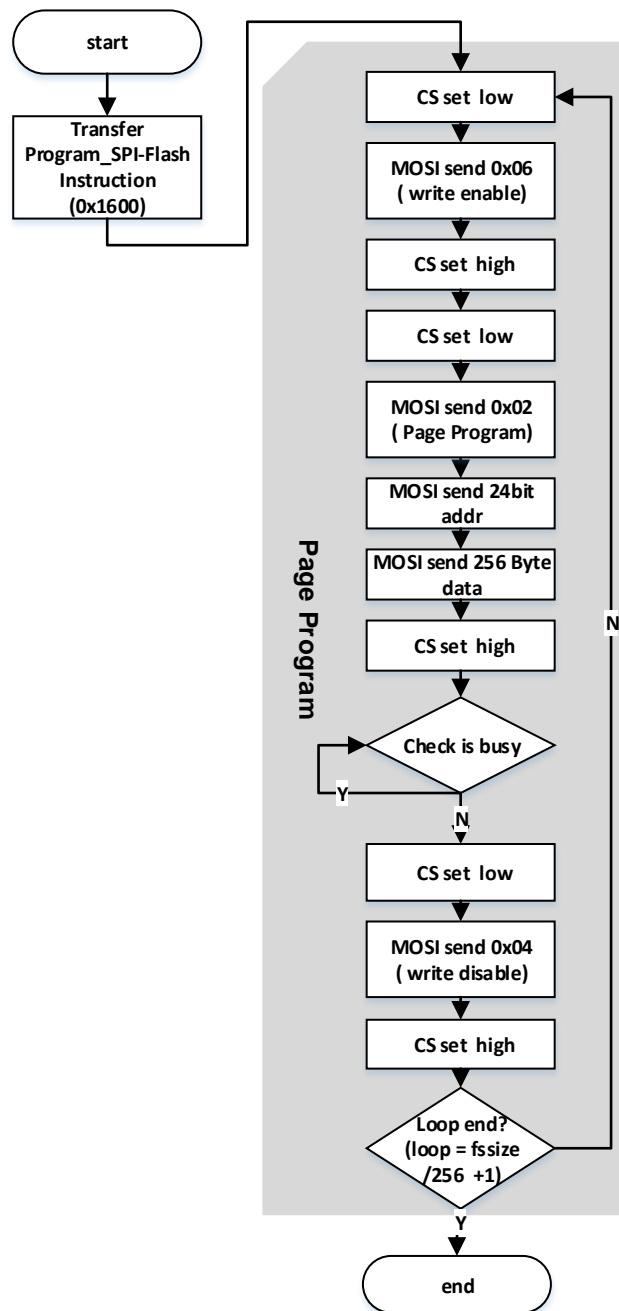 start
Transfer
Program_SPI-Flash
Instruction
(0x1600)
CS set low
MOSI send 0x06
( write enable)
CS set high
CS set low
MOSI send 0x02
( Page Program)
MOSI send 24bit
addr
MOSI send 256 Byte
data
CS set high
Page Program
Check is busy
Y
N
CS set low
MOSI send 0x04
( write disable)
CS set high
Loop end?
(loop = fssize
/256 +1)
N
Y
end